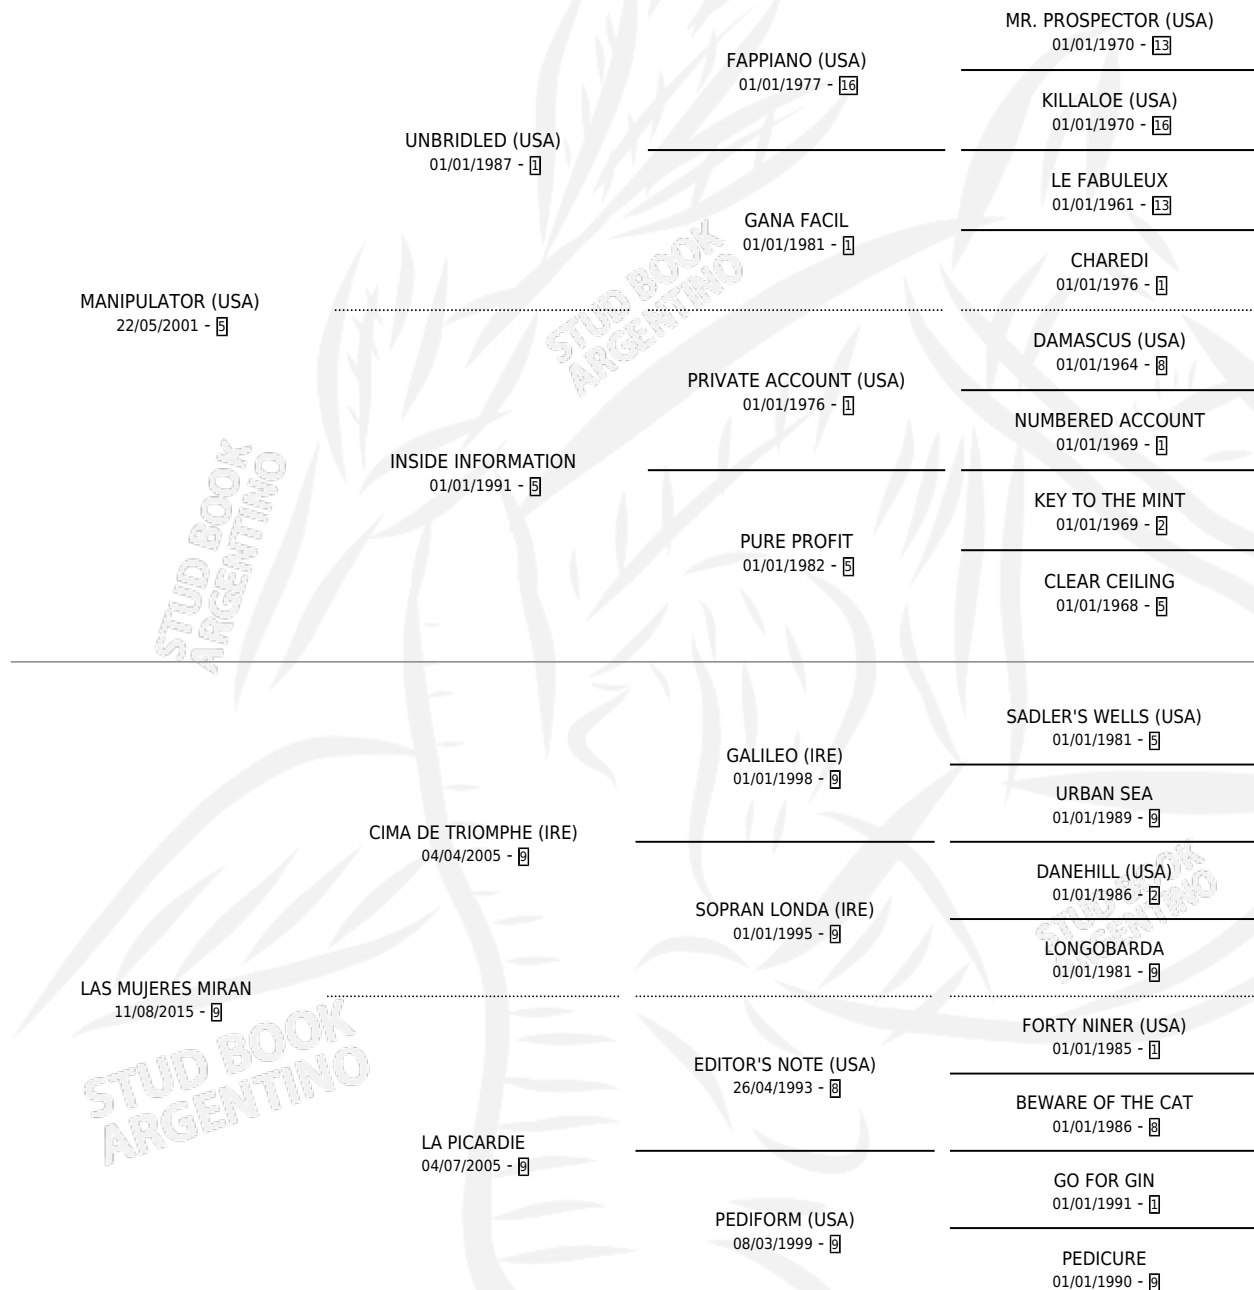 MR. PROSPECTOR (USA)
01/01/1970 - 13
FAPPIANO (USA)
01/01/1977 - 16
KILLALOE (USA)
01/01/1970 - 16
UNBRIDLED (USA)
01/01/1987 - 1
LE FABULEUX
01/01/1961 - 13
GANA FACIL
01/01/1981 - 1
CHAREDI
01/01/1976 - 1
MANIPULATOR (USA)
22/05/2001 - 5
DAMASCUS (USA)
01/01/1964 - 8
PRIVATE ACCOUNT (USA)
01/01/1976 - 1
NUMBERED ACCOUNT
01/01/1969 - 1
INSIDE INFORMATION
01/01/1991 - 5
KEY TO THE MINT
01/01/1969 - 2
PURE PROFIT
01/01/1982 - 5
CLEAR CEILING
01/01/1968 - 5
SADLER'S WELLS (USA)
01/01/1981 - 5
GALILEO (IRE)
01/01/1998 - 9
URBAN SEA
01/01/1989 - 9
CIMA DE TRIOMPHE (IRE)
04/04/2005 - 9
DANEHILL (USA)
01/01/1986 - 2
SOPRAN LONDA (IRE)
01/01/1995 - 9
LONGOBARDA
01/01/1981 - 9
LAS MUJERES MIRAN
11/08/2015 - 9
FORTY NINER (USA)
01/01/1985 - 1
EDITOR'S NOTE (USA)
26/04/1993 - 8
BEWARE OF THE CAT
01/01/1986 - 8
LA PICARDIE
04/07/2005 - 9
GO FOR GIN
01/01/1991 - 1
PEDIFORM (USA)
08/03/1999 - 9
PEDICURE
01/01/1990 - 9
STUD BOOK
ARGENTINO
STUD BOOK
ARGENTINO
STUD BOOK
ARGENTINO
STUD BOOK
ARGENTINO